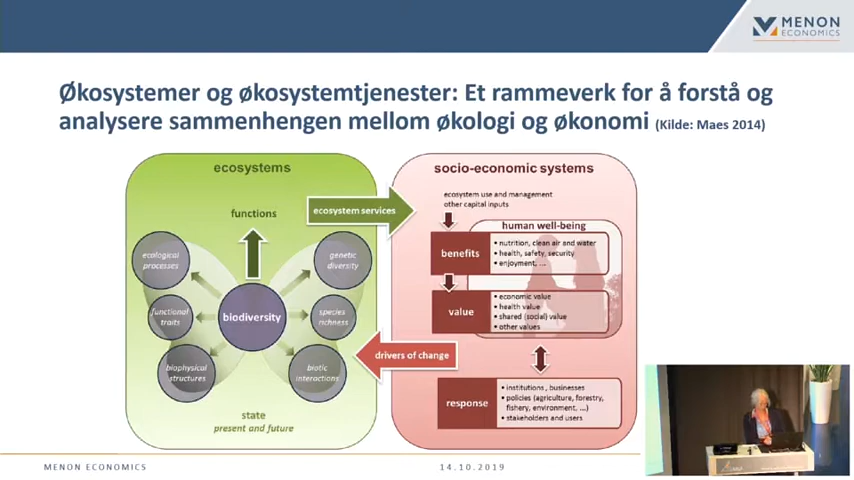 MENON
ECONOMICS
Økosystemer og økosystemtjenester: Et rammeverk for å forstå og
analysere sammenhengen mellom økologi og økonomi (Kilde: Maes 2014)
ecosystems
functions
ecosystem services
ecological
processes
genetic
diversity
functional
traits
biodiversity
species
richness
biophysical
structures
biotic
interactions
state
present and future
socio-economic systems
ecosystem use and management
other capital inputs
human well-being
benefits
• nutrition, clean air and water
• health, safety, security
• enjoyment, ...
value
• economic value
• health value
• shared (social) value
• other values
drivers of change
response
• institutions, businesses
• policies (agriculture, forestry,
fishery, environment, ...)
• stakeholders and users
MENON ECONOMICS
14.10.2019